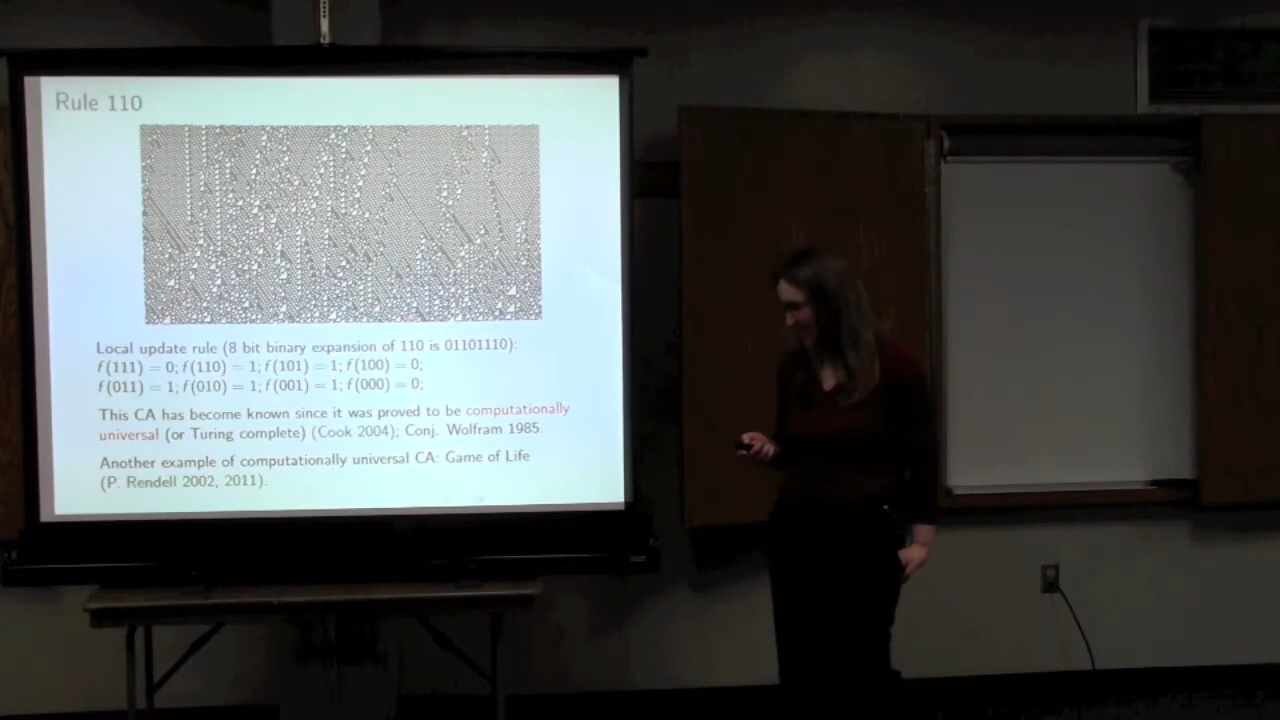 Rule 110
Local update rule (8 bit binary expansion of 110 is 01101110):
f(111) = 0; f(110) = 1; f(101) = 1; f(100) = 0;
f(011) = 1; f(010) = 1; f(001) = 1; f(000) = 0;
This CA has become known since it was proved to be computationally
universal (or Turing complete) (Cook 2004); Conj. Wolfram 1985.
Another example of computationally universal CA: Game of Life
(P. Rendell 2002, 2011).